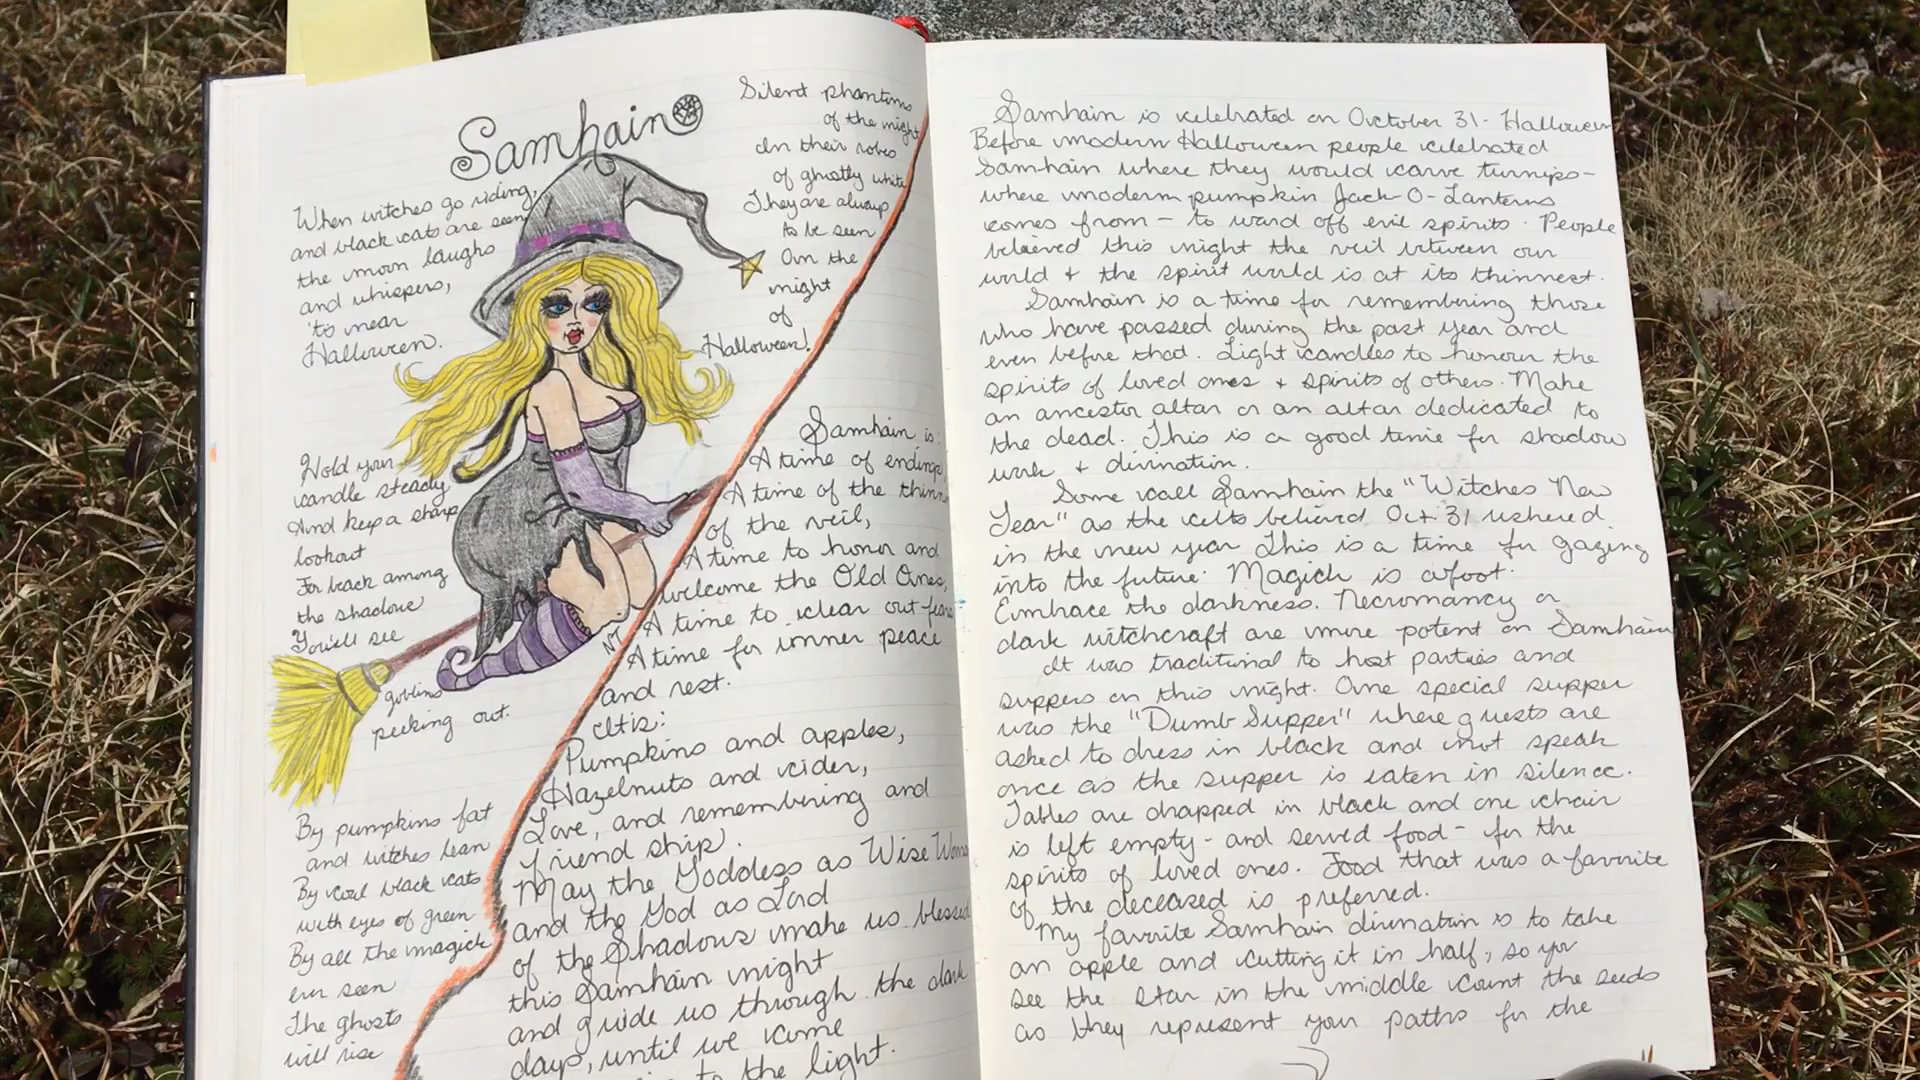 Samhain
When witches go riding,
and black cats are seen
the moon laughs
and whispers,
'tis near
Halloween.
Silent phantoms
of the night
In their robes
of ghostly white
They are always
to be seen
On the
night
of
Halloween!
Hold your
candle steady
And keep a sharp
lookout
For back among
the shadows
You'll see
goblins
peeking out.
By pumpkins fat
and witches lean
By coal black cats
with eyes of green
By all the magick
ever seen
The ghosts
will rise
Samhain is:
A time of endings
A time of the thinn
of the veil,
A time to honor and
welcome the Old Ones,
A time to clear out fears
A time for inner peace
and rest.
It is:
Pumpkins and apples,
Hazelnuts and cider,
Love, and remembering and
friendship.
May the Goddess as Wise Woma
and the God as Lord
of the Shadows make us blessed
this Samhain night
and guide us through the dark
days, until we come
to the light.
Samhain is celebrated on October 31 - Halloween
Before modern Halloween people celebrated
Samhain where they would carve turnips -
where modern pumpkin Jack-O-Lanterns
comes from - to ward off evil spirits. People
believed this night the veil between our
world + the spirit world is at its thinnest.
Samhain is a time for remembering those
who have passed during the past year and
even before that. Light candles to honour the
spirits of loved ones + spirits of others. Make
an ancestor altar or an altar dedicated to
the dead. This is a good time for shadow
work + divination.
Some call Samhain the "Witches New
Year" as the celts believed Oct 31 ushered
in the new year. This is a time for gazing
into the future. Magick is afoot.
Embrace the darkness. Necromancy or
dark witchcraft are more potent on Samhain
It was traditional to host parties and
suppers on this night. One special supper
was the "Dumb Supper" where guests are
asked to dress in black and not speak
once as the supper is eaten in silence.
Tables are drapped in black and one chair
is left empty - and served food - for the
spirits of loved ones. Food that was a favorite
of the deceased is preferred.
My favorite Samhain divination is to take
an apple and cutting it in half, so you
see the star in the middle count the seeds
as they represent your paths for the